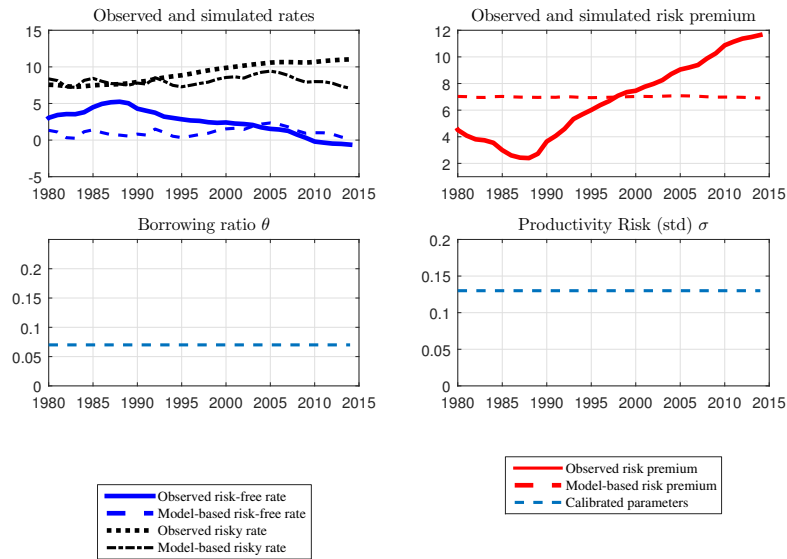 Observed and simulated rates
15
10
5
0
-5
1980 1985 1990 1995 2000 2005 2010 2015
Observed and simulated risk premium
12
10
8
6
4
2
1980 1985 1990 1995 2000 2005 2010 2015
Borrowing ratio θ
0.2
0.15
0.1
0.05
0
1980 1985 1990 1995 2000 2005 2010 2015
Productivity Risk (std) σ
0.2
0.15
0.1
0.05
0
1980 1985 1990 1995 2000 2005 2010 2015
Observed risk-free rate
Model-based risk-free rate
Observed risky rate
Model-based risky rate
Observed risk premium
Model-based risk premium
Calibrated parameters